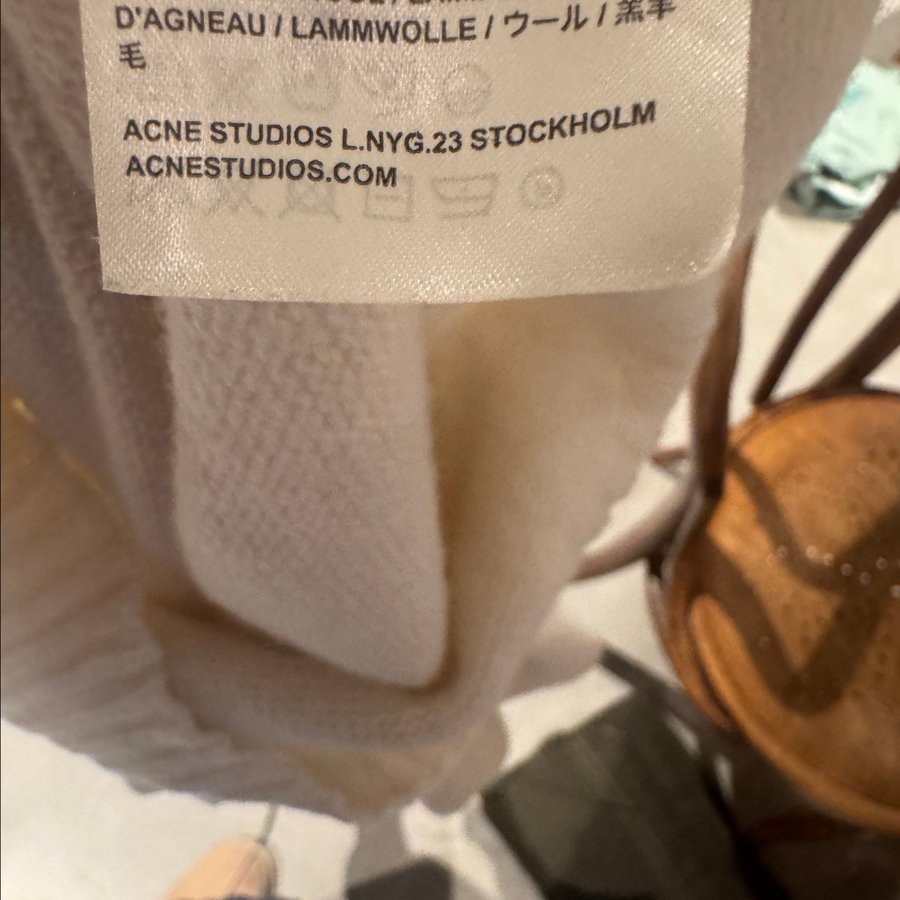 D'AGNEAU / LAMMWOLLE / ウール / 羔羊
毛
ACNE STUDIOS L.NYG.23 STOCKHOLM
ACNESTUDIOS.COM